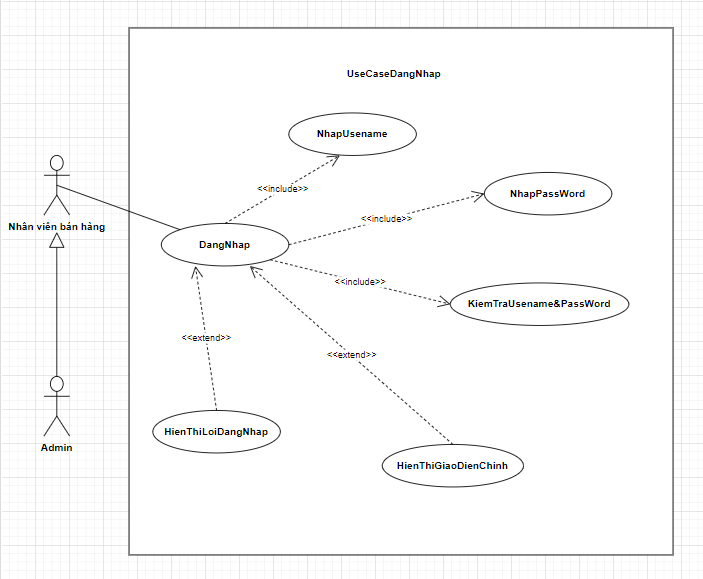 UseCaseDangNhap
NhapUsename
<<include>>
NhapPassWord
<<include>>
Nhân viên bán hàng
DangNhap
<<include>>
KiemTraUsename&PassWord
<<extend>>
<<extend>>
HienThiLoiDangNhap
Admin
HienThiGiaoDienChinh